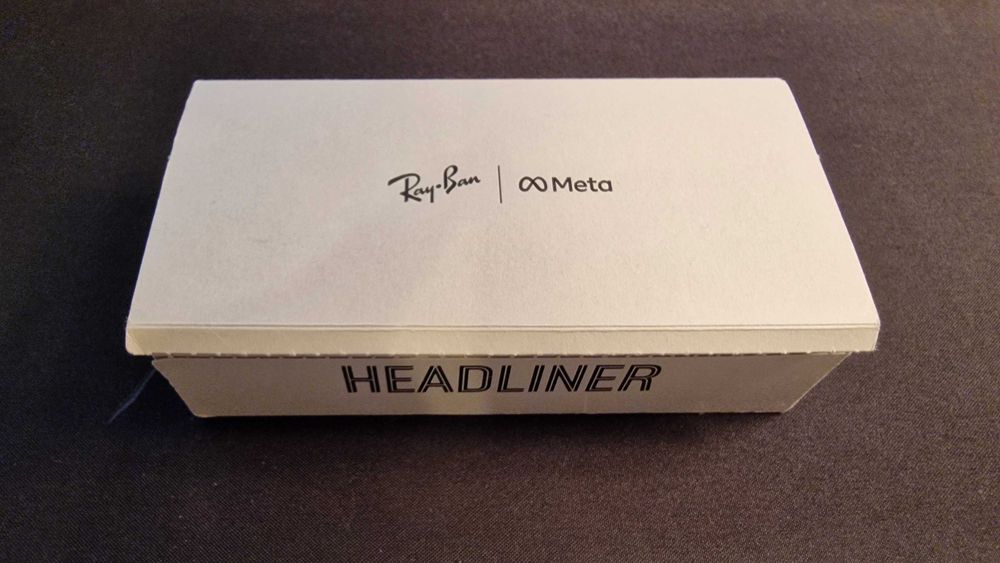 Ray-Ban | Meta
HEADLINER